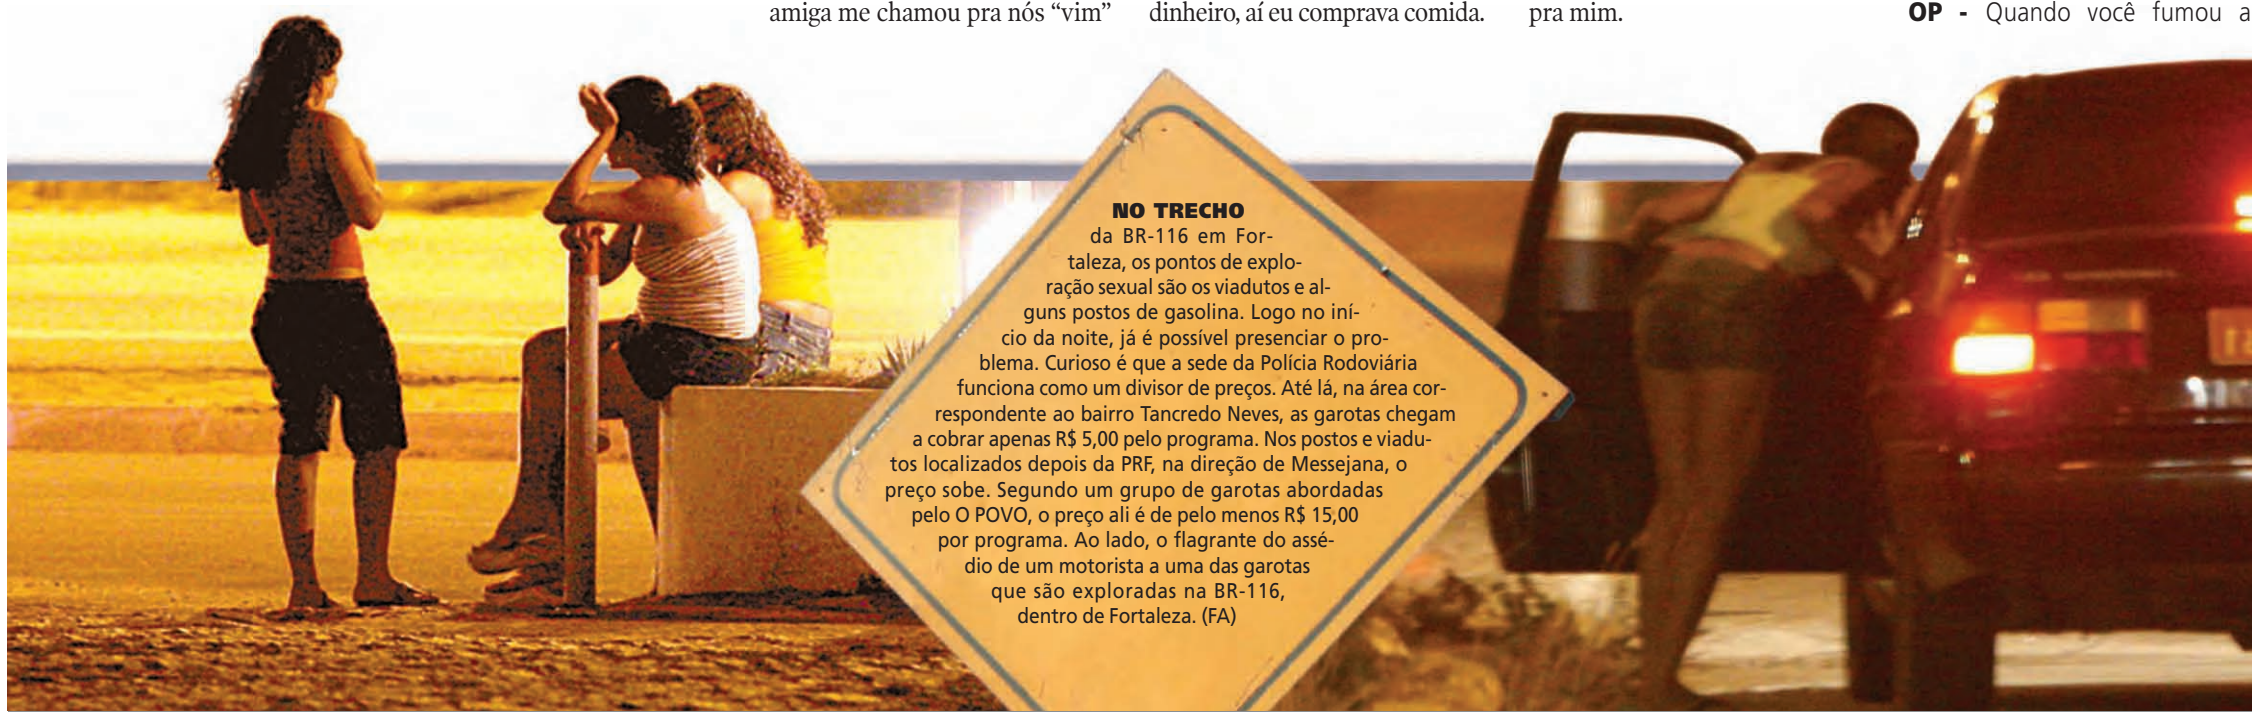 amiga me chamou pra nós “vim”
dinheiro, aí eu comprava comida.
pra mim.
OP - Quando você fumou a
NO TRECHO
da BR-116 em For-
taleza, os pontos de explo-
ração sexual são os viadutos e al-
guns postos de gasolina. Logo no iní-
cio da noite, já é possível presenciar o pro-
blema. Curioso é que a sede da Polícia Rodoviária
funciona como um divisor de preços. Até lá, na área cor-
respondente ao bairro Tancredo Neves, as garotas chegam
a cobrar apenas R$ 5,00 pelo programa. Nos postos e viadu-
tos localizados depois da PRF, na direção de Messejana, o
preço sobe. Segundo um grupo de garotas abordadas
pelo O POVO, o preço ali é de pelo menos R$ 15,00
por programa. Ao lado, o flagrante do assé-
dio de um motorista a uma das garotas
que são exploradas na BR-116,
dentro de Fortaleza. (FA)